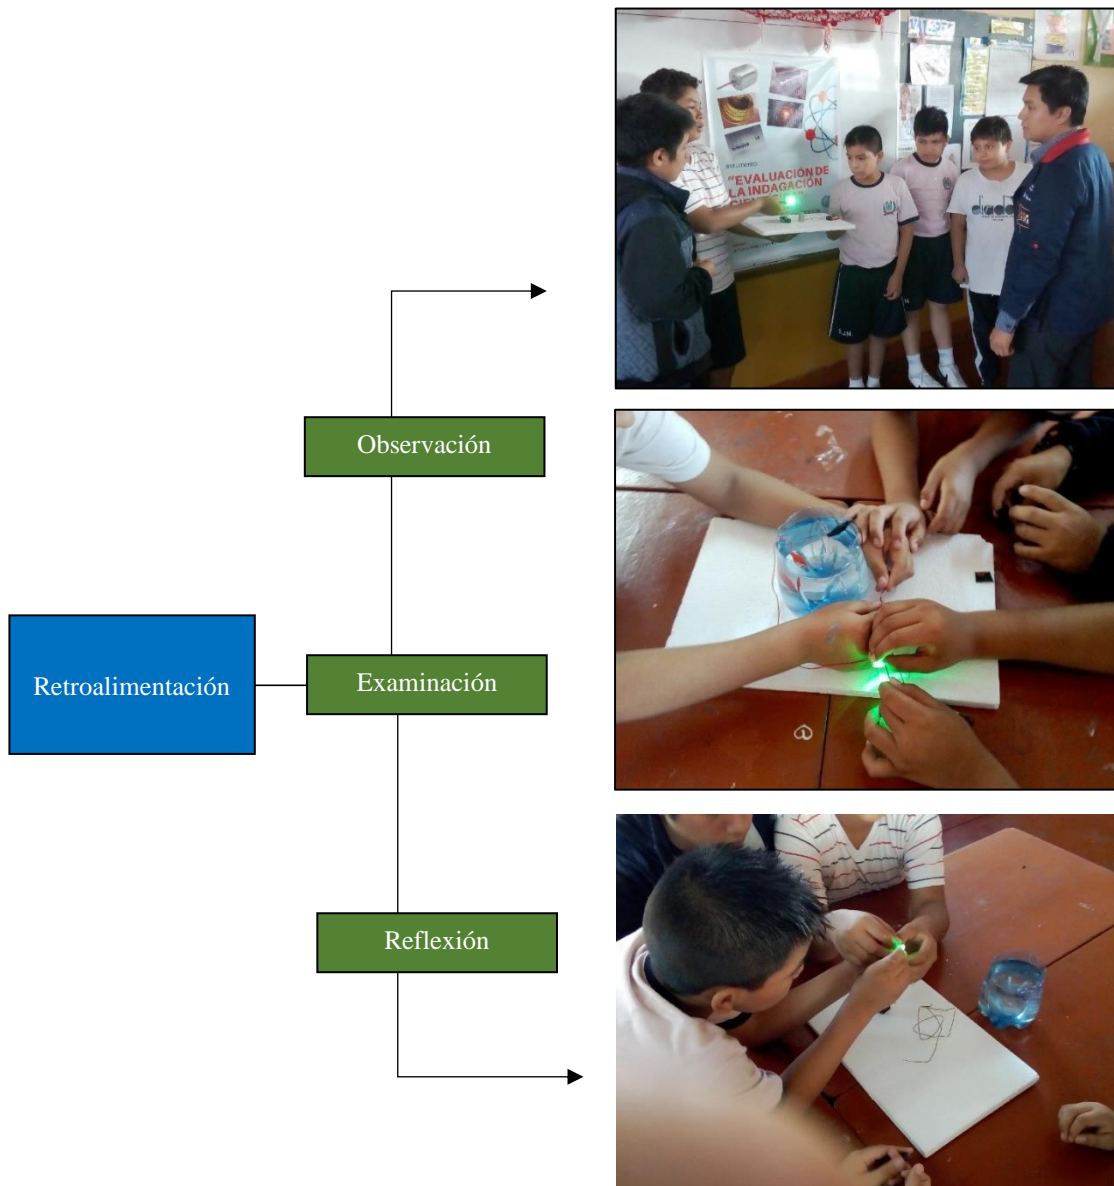 Observación
Retroalimentación
Examinación
Reflexión
"EVALUACIÓN DE
LA INDAGACIÓN